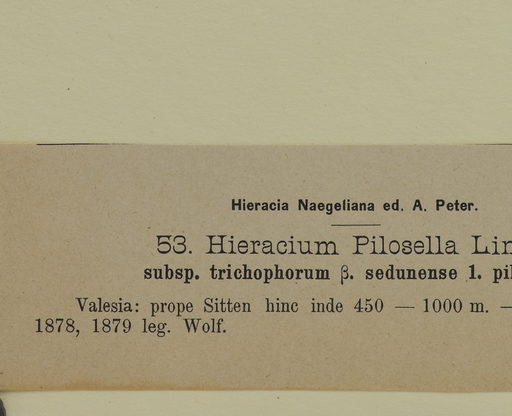 Hieracia Naegeliana ed. A. Peter.
53. Hieracium Pilosella
subsp. trichophorum β. sedunense 1.
Valesia: prope Sitten hinc inde 450 — 1000 m. —
1878, 1879 leg. Wolf.